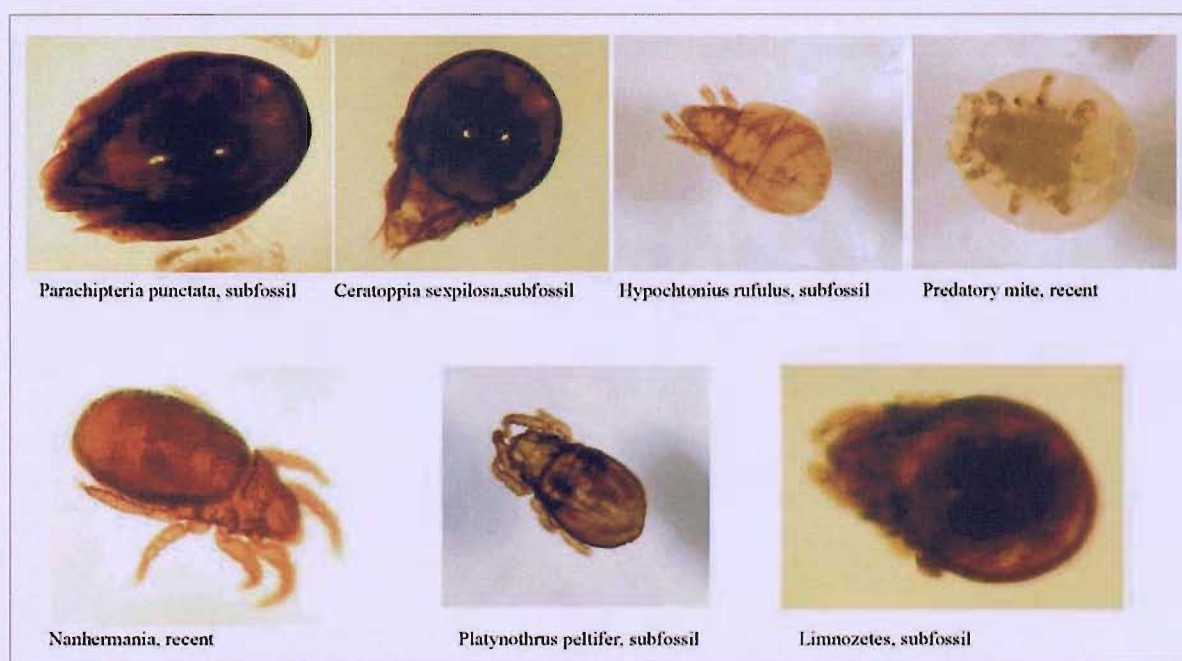 Parachipteria punctata, subfossil
Ceratoppia sexpilosa,subfossil
Hypochtonius rufulus, subfossil
Predatory mite, recent
Nanhermania, recent
Platynothrus peltifer, subfossil
Limnozetes, subfossil